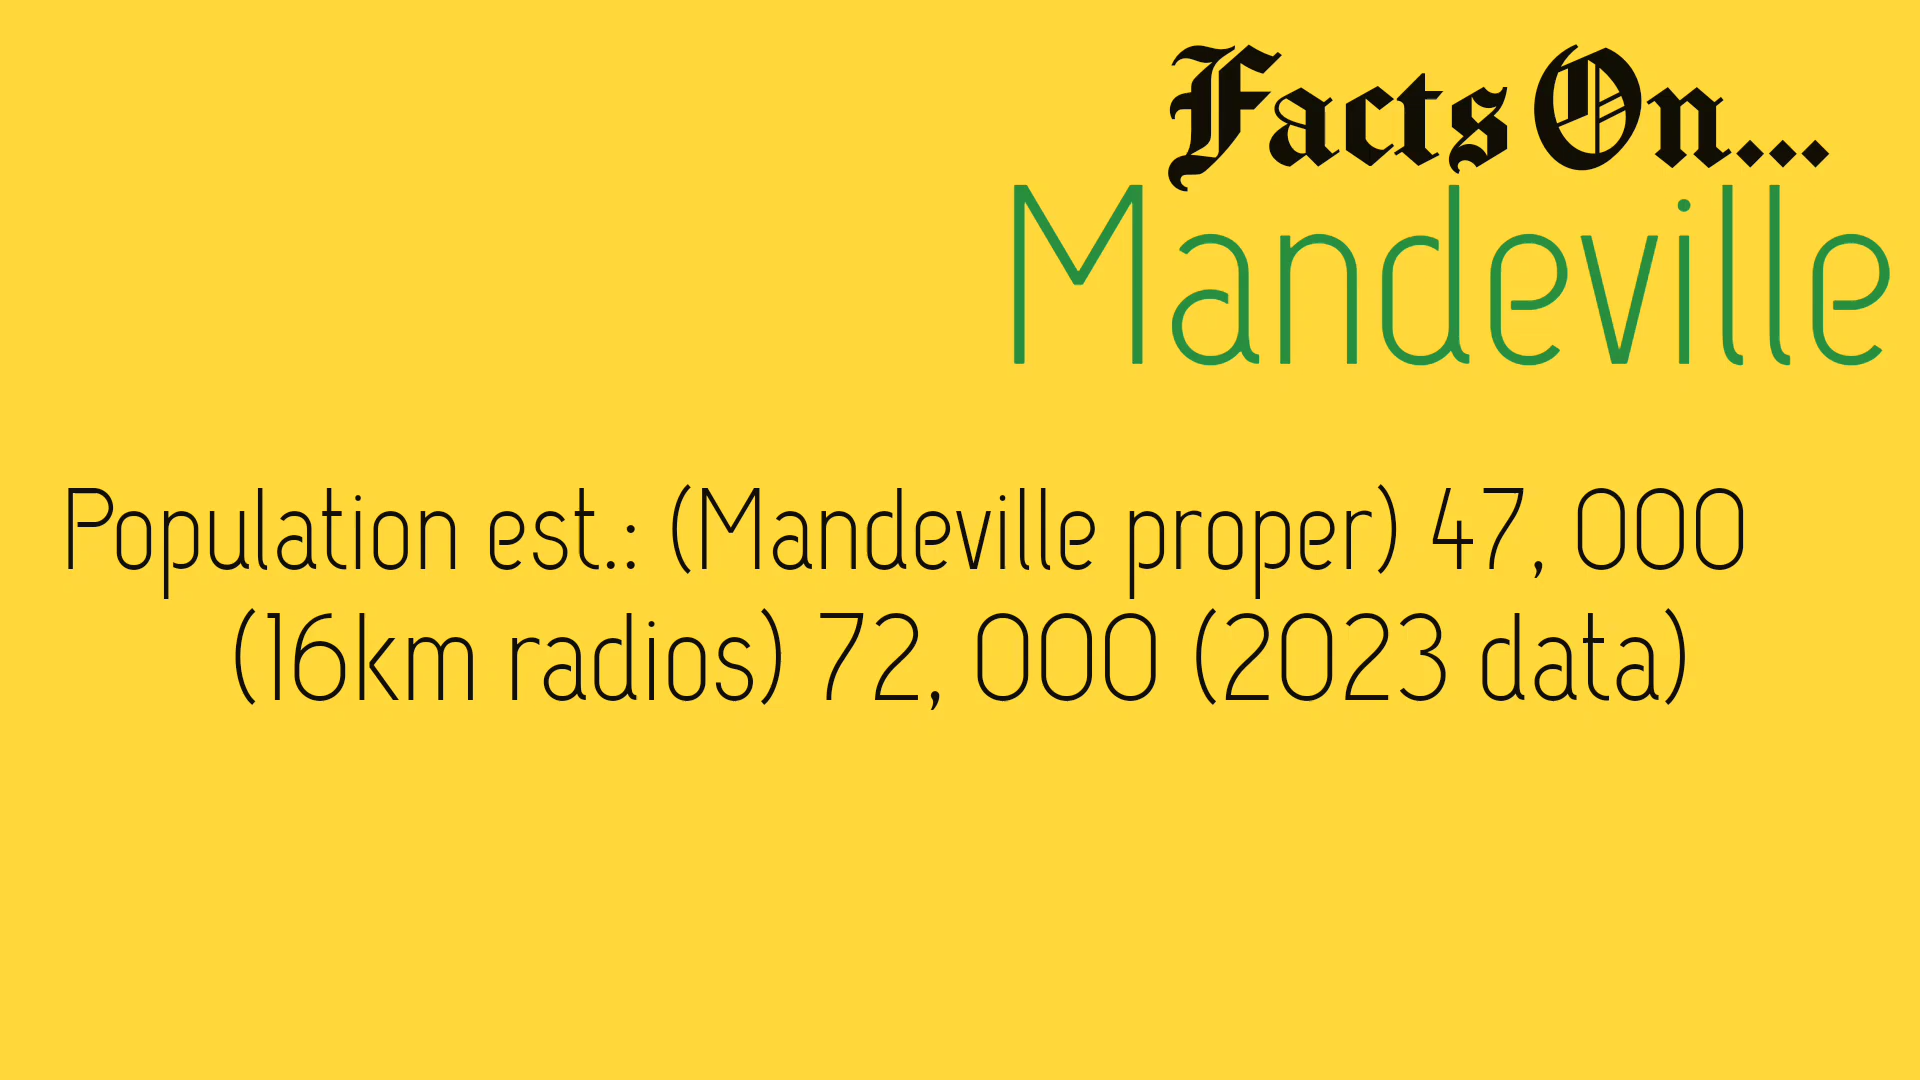 Facts On...
Mandeville
Population est.: (Mandeville proper) 47, 000
(16km radios) 72, 000 (2023 data)